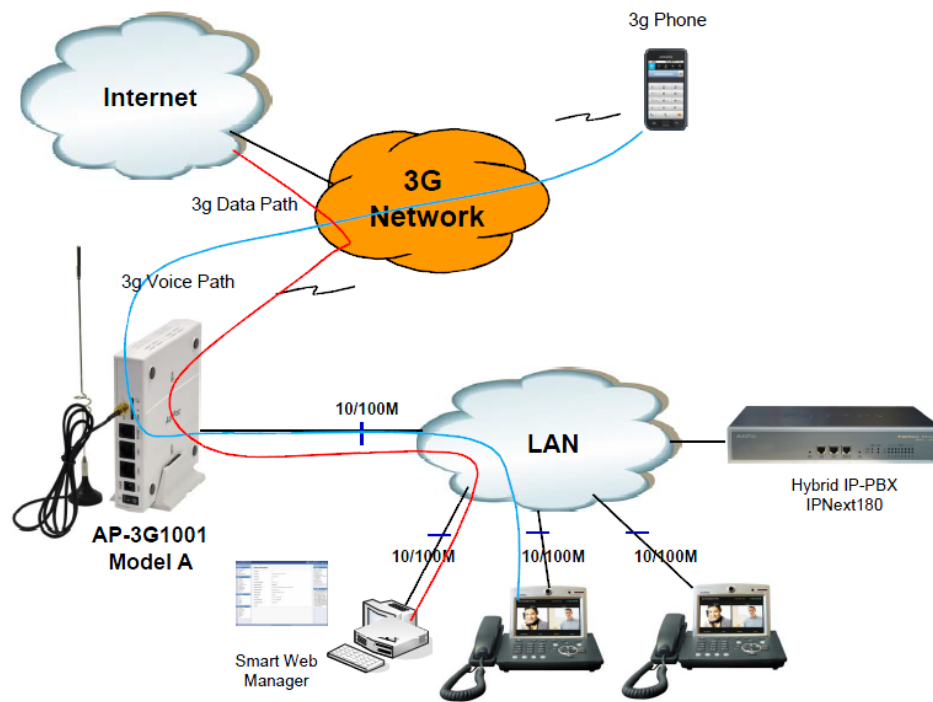 3g Phone
Internet
3G
Network
3g Data Path
3g Voice Path
10/100M
LAN
Hybrid IP-PBX
IPNext180
AP-3G1001
Model A
10/100M
10/100M
10/100M
Smart Web
Manager